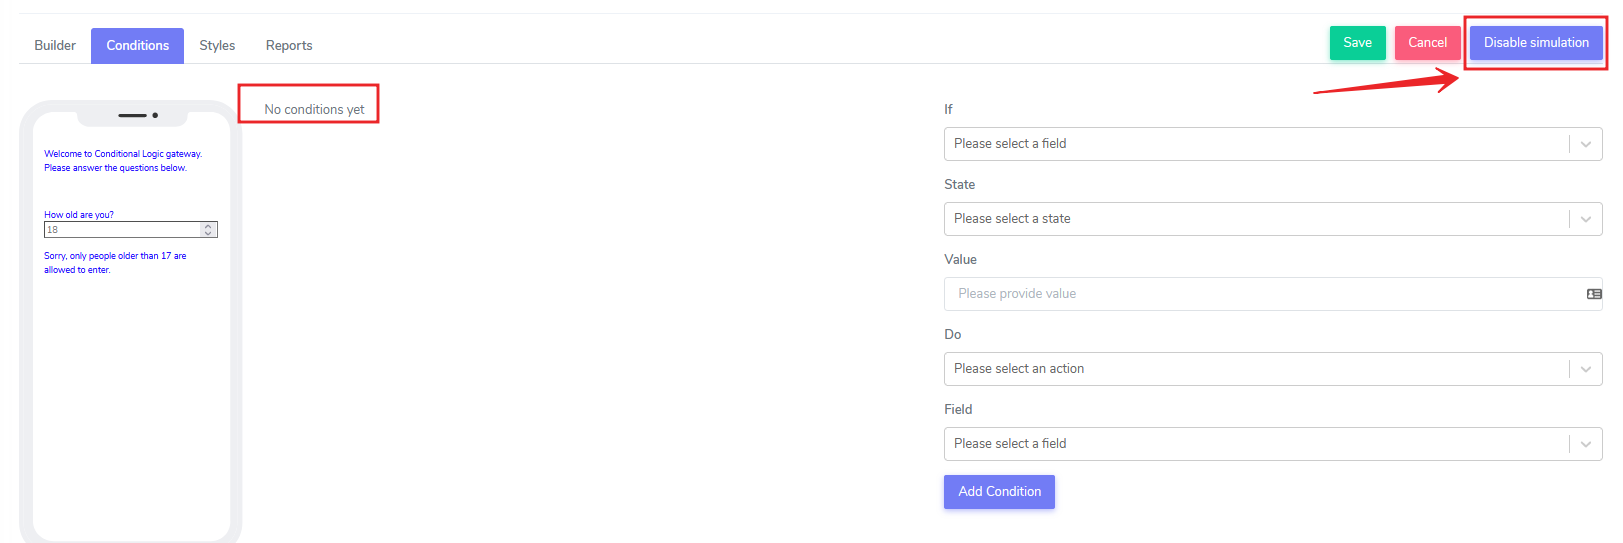 Builder
Conditions
Styles
Reports
Save
Cancel
Disable simulation
Welcome to Conditional Logic gateway.
Please answer the questions below.
How old are you?
18
Sorry, only people older than 17 are
allowed to enter.
No conditions yet
If
Please select a field
State
Please select a state
Value
Please provide value
Do
Please select an action
Field
Please select a field
Add Condition